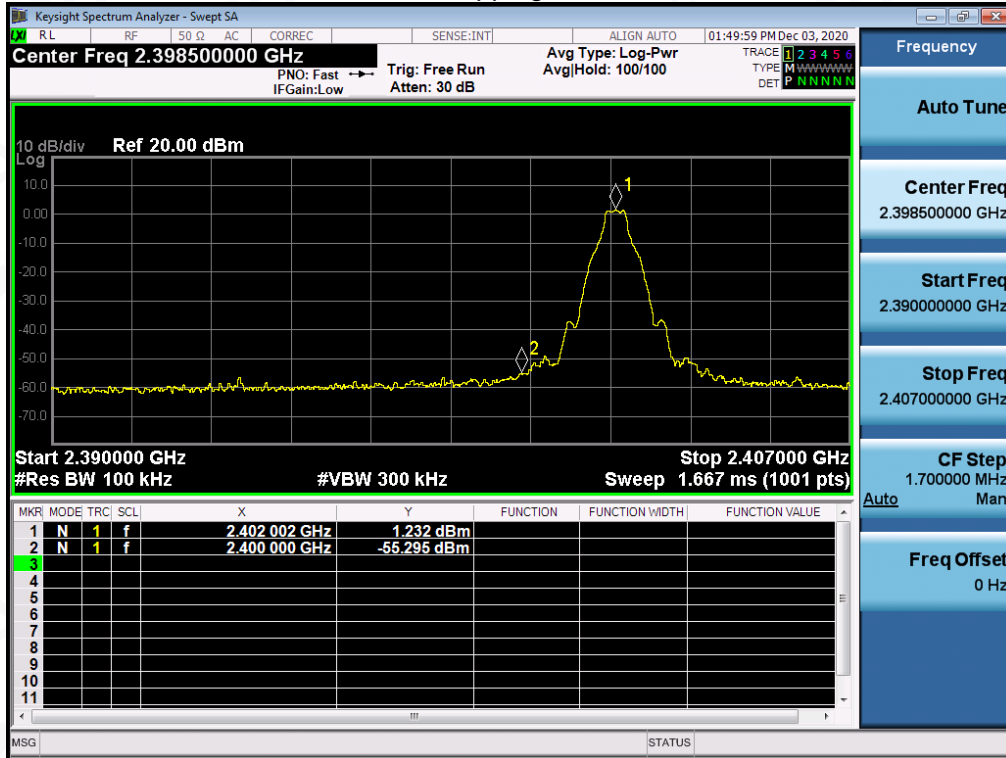 Keysight Spectrum Analyzer - Swept SA
LXI RL RF 50 Ω AC CORREC SENSE:INT ALIGN AUTO 01:49:59 PM Dec 03, 2020
Center Freq 2.398500000 GHz
PNO: Fast
IFGain:Low
Trig: Free Run
Atten: 30 dB
Avg Type: Log-Pwr
Avg|Hold: 100/100
TRACE 1 2 3 4 5 6
TYPE M W W W W W
DET P N N N N N
10 dB/div Ref 20.00 dBm
Log
10.0
0.00
-10.0
-20.0
-30.0
-40.0
-50.0
-60.0
-70.0
1
2
Start 2.390000 GHz Stop 2.407000 GHz
#Res BW 100 kHz #VBW 300 kHz Sweep 1.667 ms (1001 pts)
MKR MODE TRC SCL X Y FUNCTION FUNCTION WIDTH FUNCTION VALUE
1 N 1 f 2.402 002 GHz 1.232 dBm
2 N 1 f 2.400 000 GHz -55.295 dBm
3
4
5
6
7
8
9
10
11
MSG STATUS
Frequency
Auto Tune
Center Freq
2.398500000 GHz
Start Freq
2.390000000 GHz
Stop Freq
2.407000000 GHz
CF Step
1.700000 MHz
Auto Man
Freq Offset
0 Hz